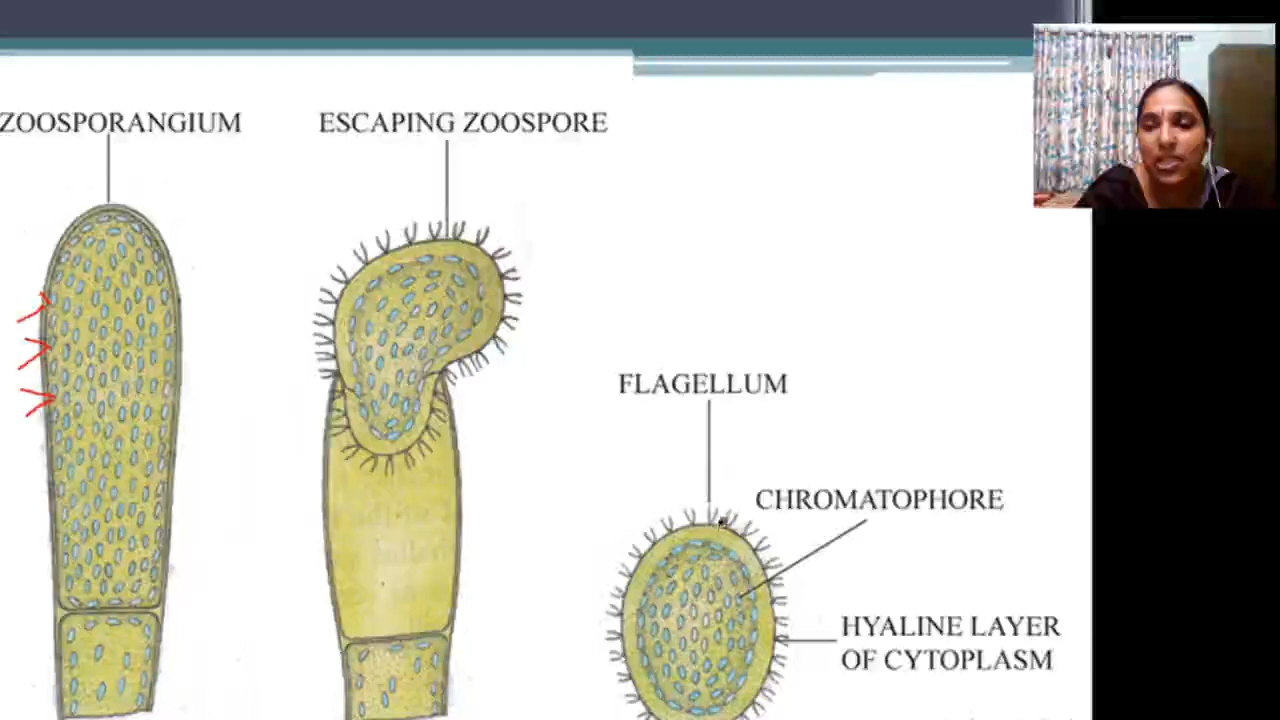 ZOOSPORANGIUM
ESCAPING ZOOSPORE
FLAGELLUM
CHROMATOPHORE
HYALINE LAYER
OF CYTOPLASM